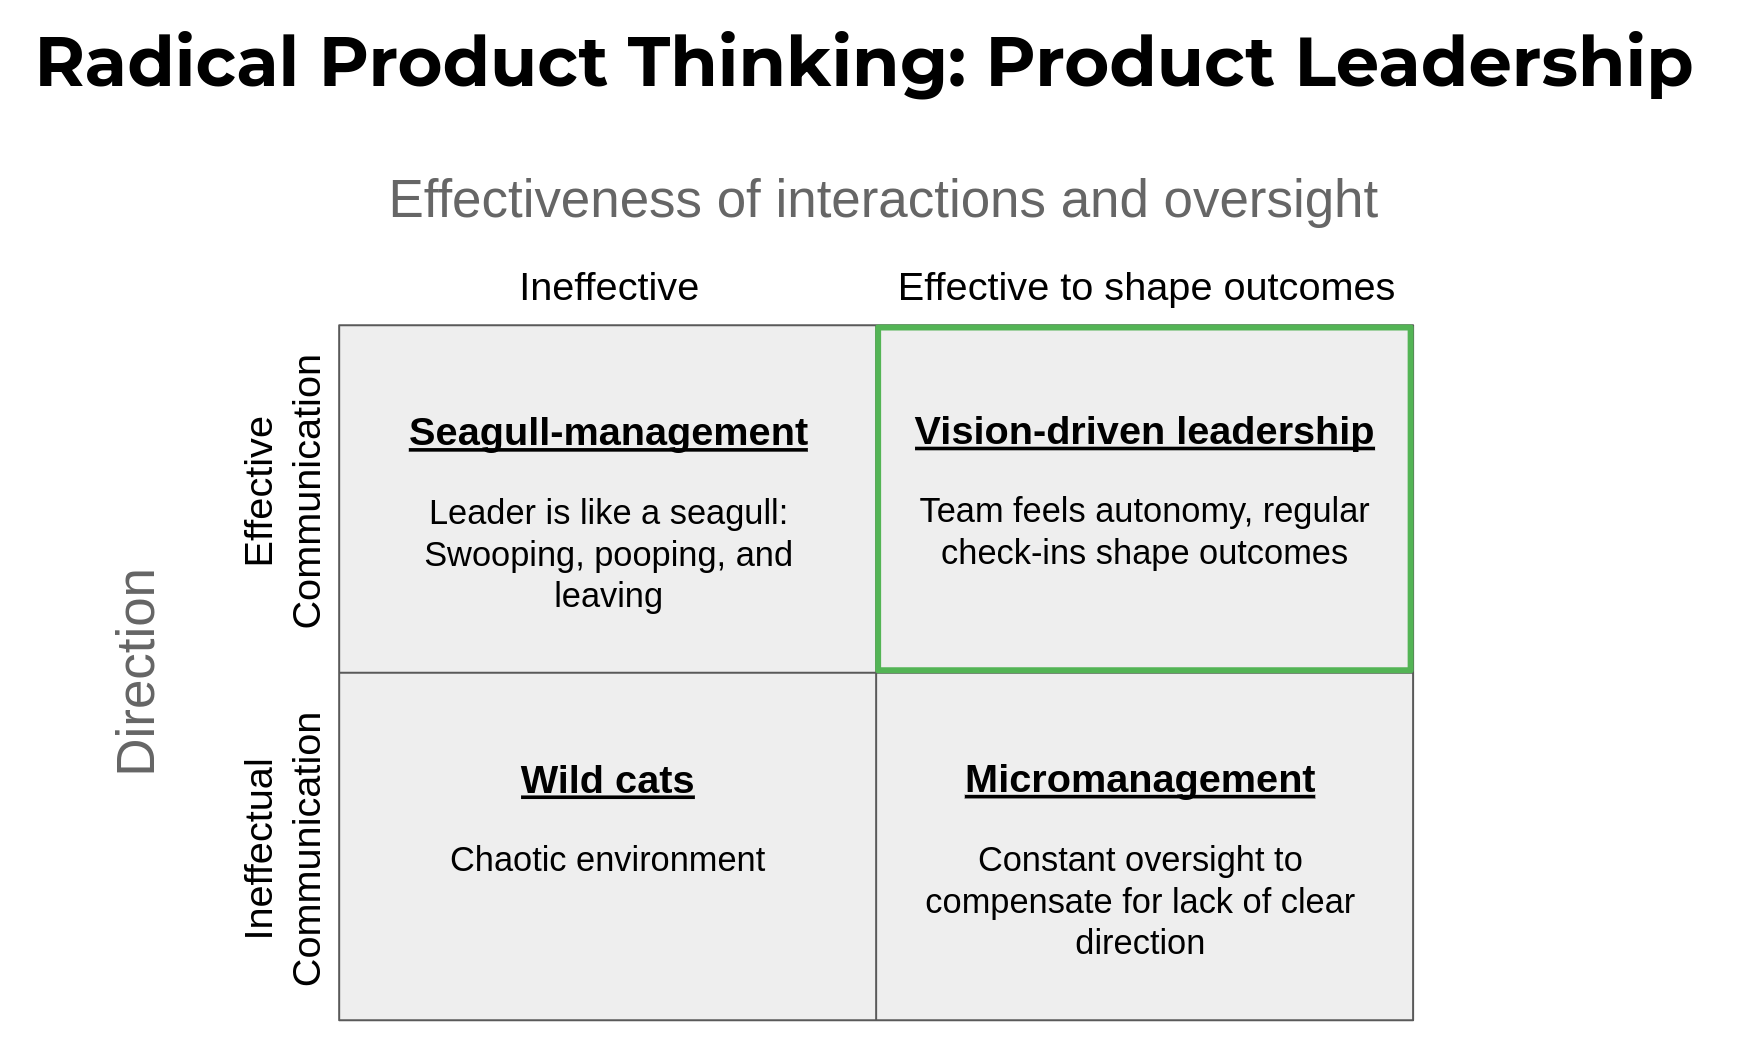 Radical Product Thinking: Product Leadership
Effectiveness of interactions and oversight
Ineffective
Effective to shape outcomes
Direction
Effective
Communication
Seagull-management
Leader is like a seagull:
Swooping, pooping, and
leaving
Vision-driven leadership
Team feels autonomy, regular
check-ins shape outcomes
Ineffectual
Communication
Wild cats
Chaotic environment
Micromanagement
Constant oversight to
compensate for lack of clear
direction